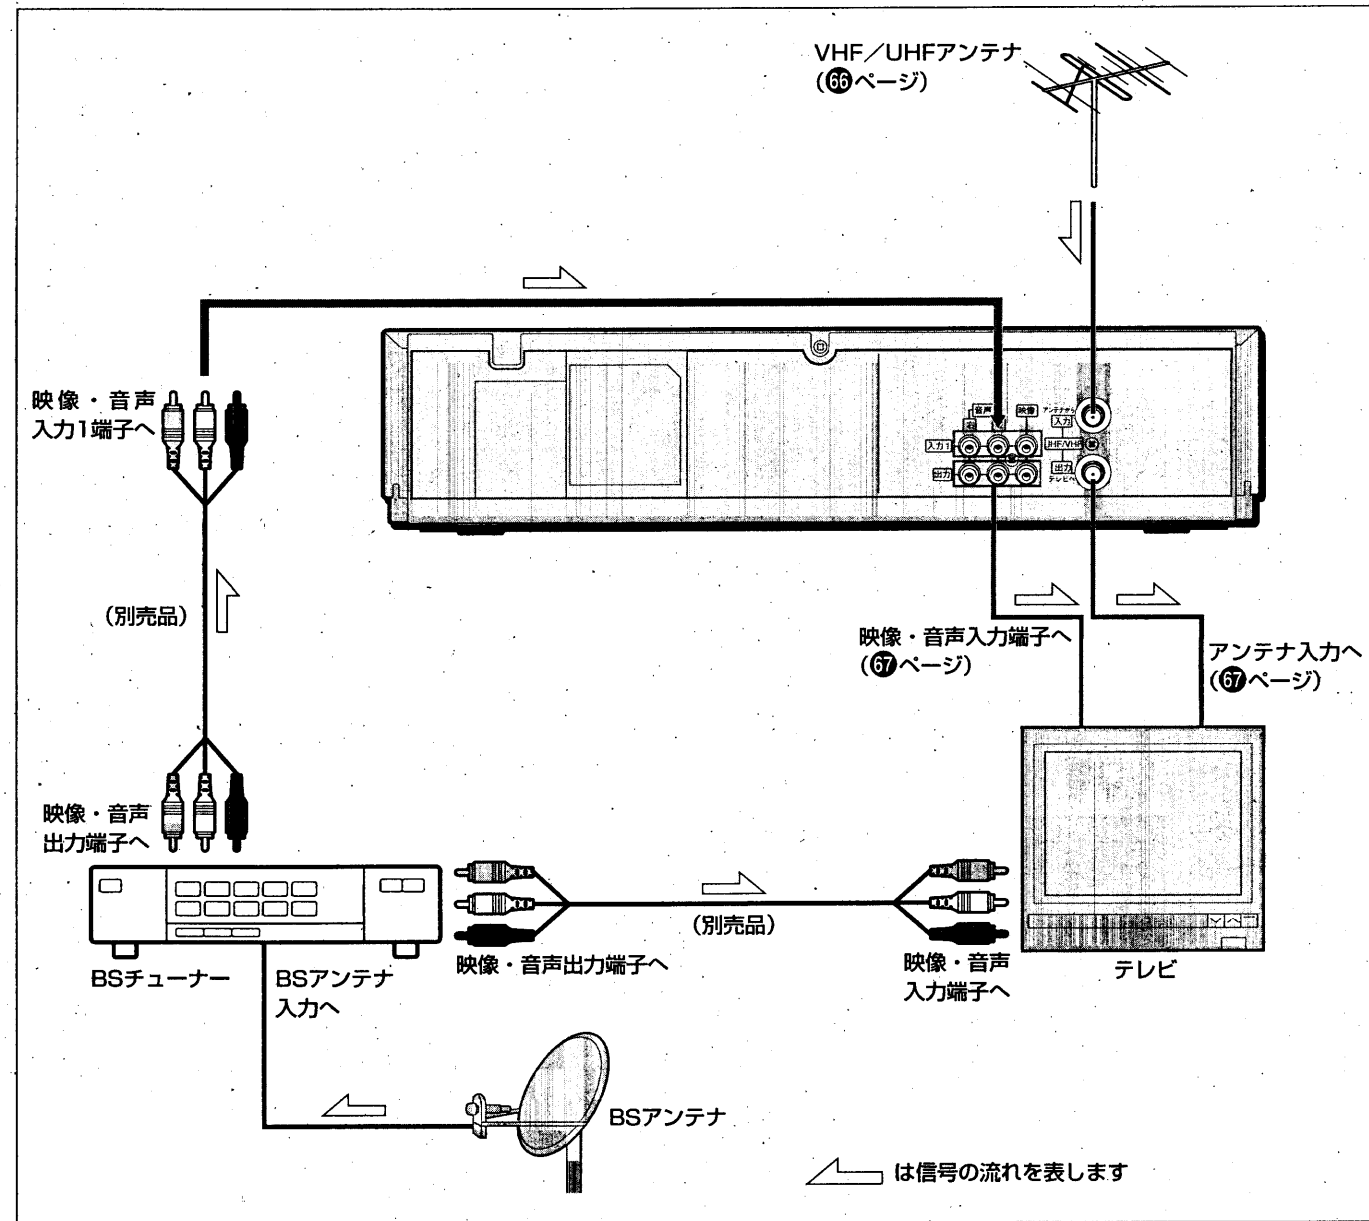 VHF／UHFアンテナ
（66ページ）
映像・音声
入力1端子へ
音声
映像
アンテナから
入力
右
入力1
UHF/VHF
出力
出力
テレビへ
（別売品）
映像・音声入力端子へ
（67ページ）
アンテナ入力へ
（67ページ）
映像・音声
出力端子へ
（別売品）
映像・音声出力端子へ
映像・音声
入力端子へ
テレビ
BSチューナー
BSアンテナ
入力へ
BSアンテナ
は信号の流れを表します